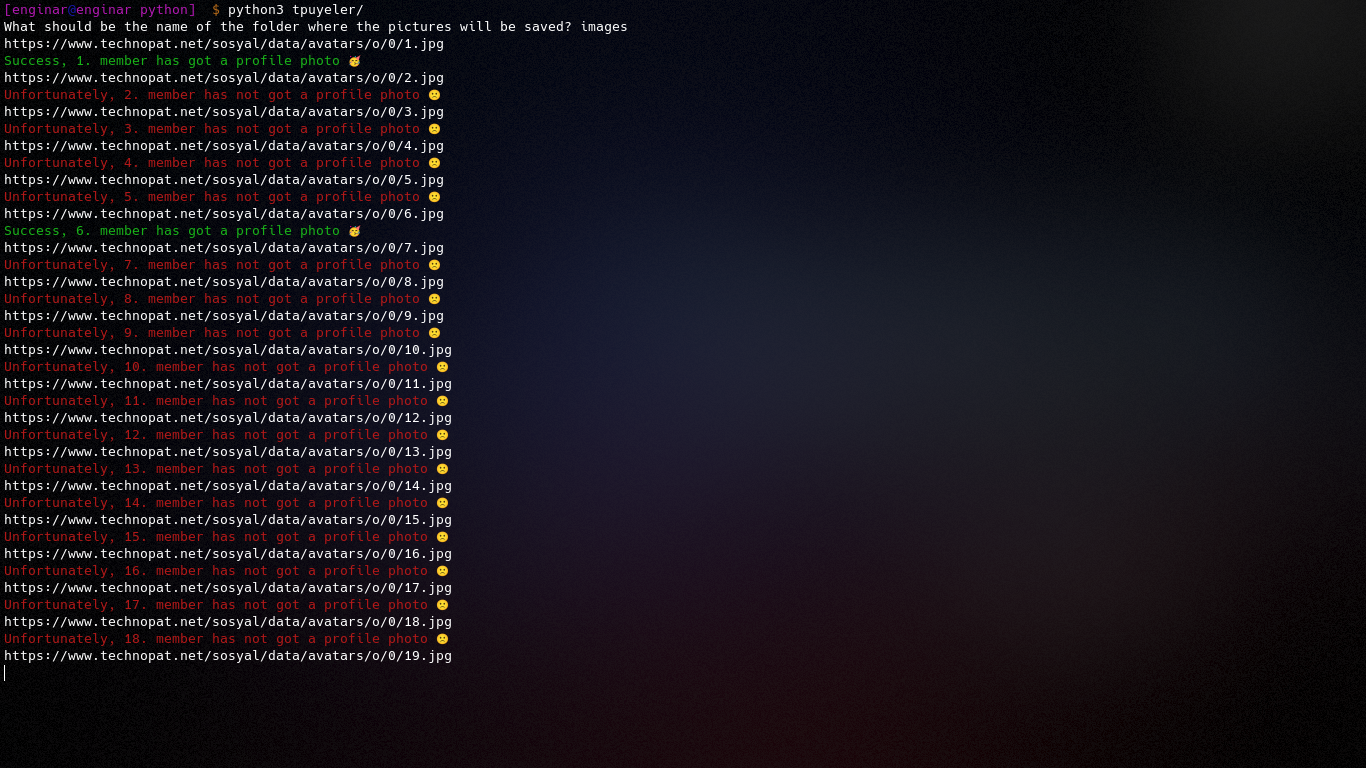 [enginar@enginar python]  $ python3 tpuyeler/
What should be the name of the folder where the pictures will be saved? images
https://www.technopat.net/sosyal/data/avatars/o/0/1.jpg
Success, 1. member has got a profile photo 🥳
https://www.technopat.net/sosyal/data/avatars/o/0/2.jpg
Unfortunately, 2. member has not got a profile photo 🙁
https://www.technopat.net/sosyal/data/avatars/o/0/3.jpg
Unfortunately, 3. member has not got a profile photo 🙁
https://www.technopat.net/sosyal/data/avatars/o/0/4.jpg
Unfortunately, 4. member has not got a profile photo 🙁
https://www.technopat.net/sosyal/data/avatars/o/0/5.jpg
Unfortunately, 5. member has not got a profile photo 🙁
https://www.technopat.net/sosyal/data/avatars/o/0/6.jpg
Success, 6. member has got a profile photo 🥳
https://www.technopat.net/sosyal/data/avatars/o/0/7.jpg
Unfortunately, 7. member has not got a profile photo 🙁
https://www.technopat.net/sosyal/data/avatars/o/0/8.jpg
Unfortunately, 8. member has not got a profile photo 🙁
https://www.technopat.net/sosyal/data/avatars/o/0/9.jpg
Unfortunately, 9. member has not got a profile photo 🙁
https://www.technopat.net/sosyal/data/avatars/o/0/10.jpg
Unfortunately, 10. member has not got a profile photo 🙁
https://www.technopat.net/sosyal/data/avatars/o/0/11.jpg
Unfortunately, 11. member has not got a profile photo 🙁
https://www.technopat.net/sosyal/data/avatars/o/0/12.jpg
Unfortunately, 12. member has not got a profile photo 🙁
https://www.technopat.net/sosyal/data/avatars/o/0/13.jpg
Unfortunately, 13. member has not got a profile photo 🙁
https://www.technopat.net/sosyal/data/avatars/o/0/14.jpg
Unfortunately, 14. member has not got a profile photo 🙁
https://www.technopat.net/sosyal/data/avatars/o/0/15.jpg
Unfortunately, 15. member has not got a profile photo 🙁
https://www.technopat.net/sosyal/data/avatars/o/0/16.jpg
Unfortunately, 16. member has not got a profile photo 🙁
https://www.technopat.net/sosyal/data/avatars/o/0/17.jpg
Unfortunately, 17. member has not got a profile photo 🙁
https://www.technopat.net/sosyal/data/avatars/o/0/18.jpg
Unfortunately, 18. member has not got a profile photo 🙁
https://www.technopat.net/sosyal/data/avatars/o/0/19.jpg